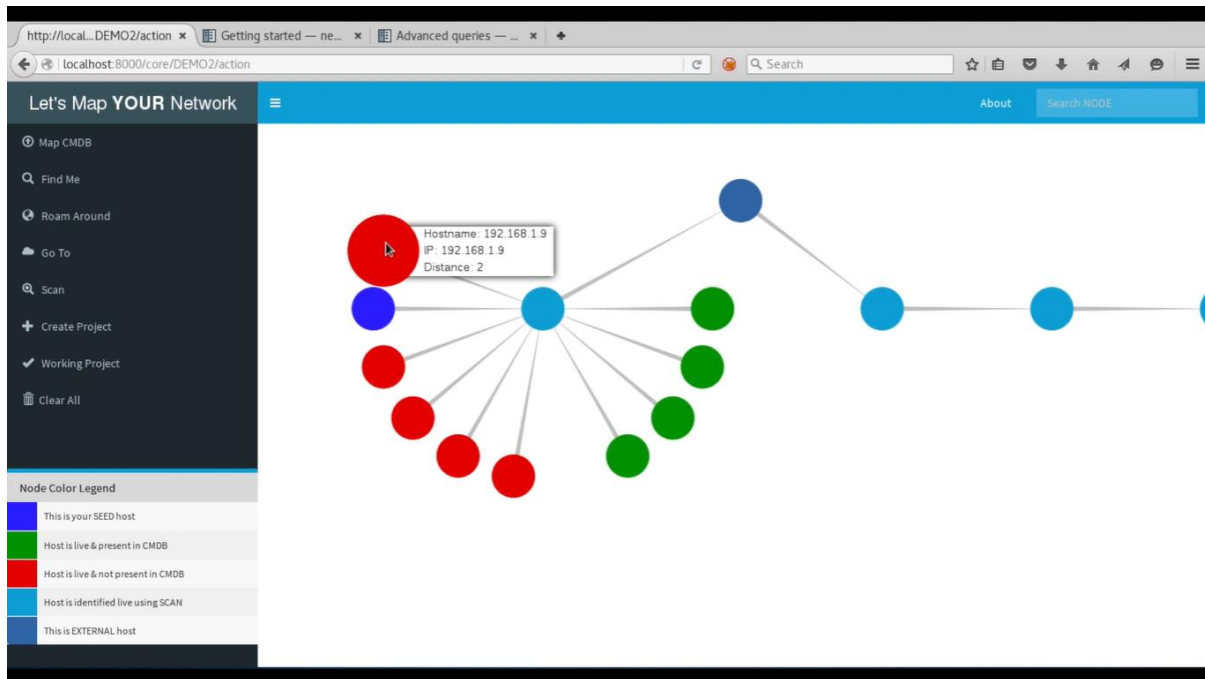 http://local...DEMO2/action × Getting started — ne... × Advanced queries — ... ×
localhost:8000/core/DEMO2/action Search
Let's Map YOUR Network About Search NODE
Map CMDB
Find Me
Roam Around
Go To
Scan
Create Project
Working Project
Clear All
Hostname: 192.168.1.9
IP: 192.168.1.9
Distance: 2
Node Color Legend
This is your SEED host
Host is live & present in CMDB
Host is live & not present in CMDB
Host is identified live using SCAN
This is EXTERNAL host